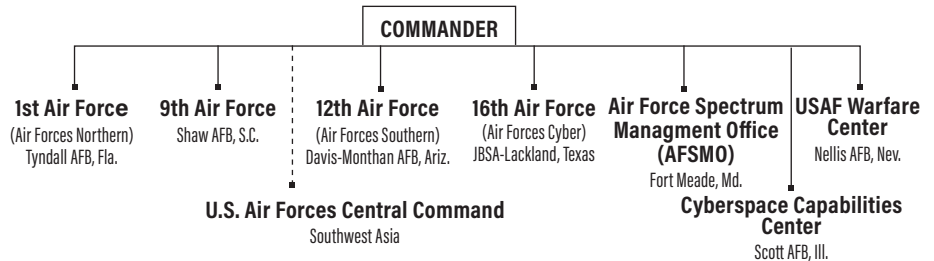 COMMANDER
1st Air Force
(Air Forces Northern)
Tyndall AFB, Fla.
9th Air Force
Shaw AFB, S.C.
12th Air Force
(Air Forces Southern)
Davis-Monthan AFB, Ariz.
16th Air Force
(Air Forces Cyber)
JBSA-Lackland, Texas
Air Force Spectrum
Managment Office
(AFSMO)
Fort Meade, Md.
USAF Warfare
Center
Nellis AFB, Nev.
U.S. Air Forces Central Command
Southwest Asia
Cyberspace Capabilities
Center
Scott AFB, Ill.